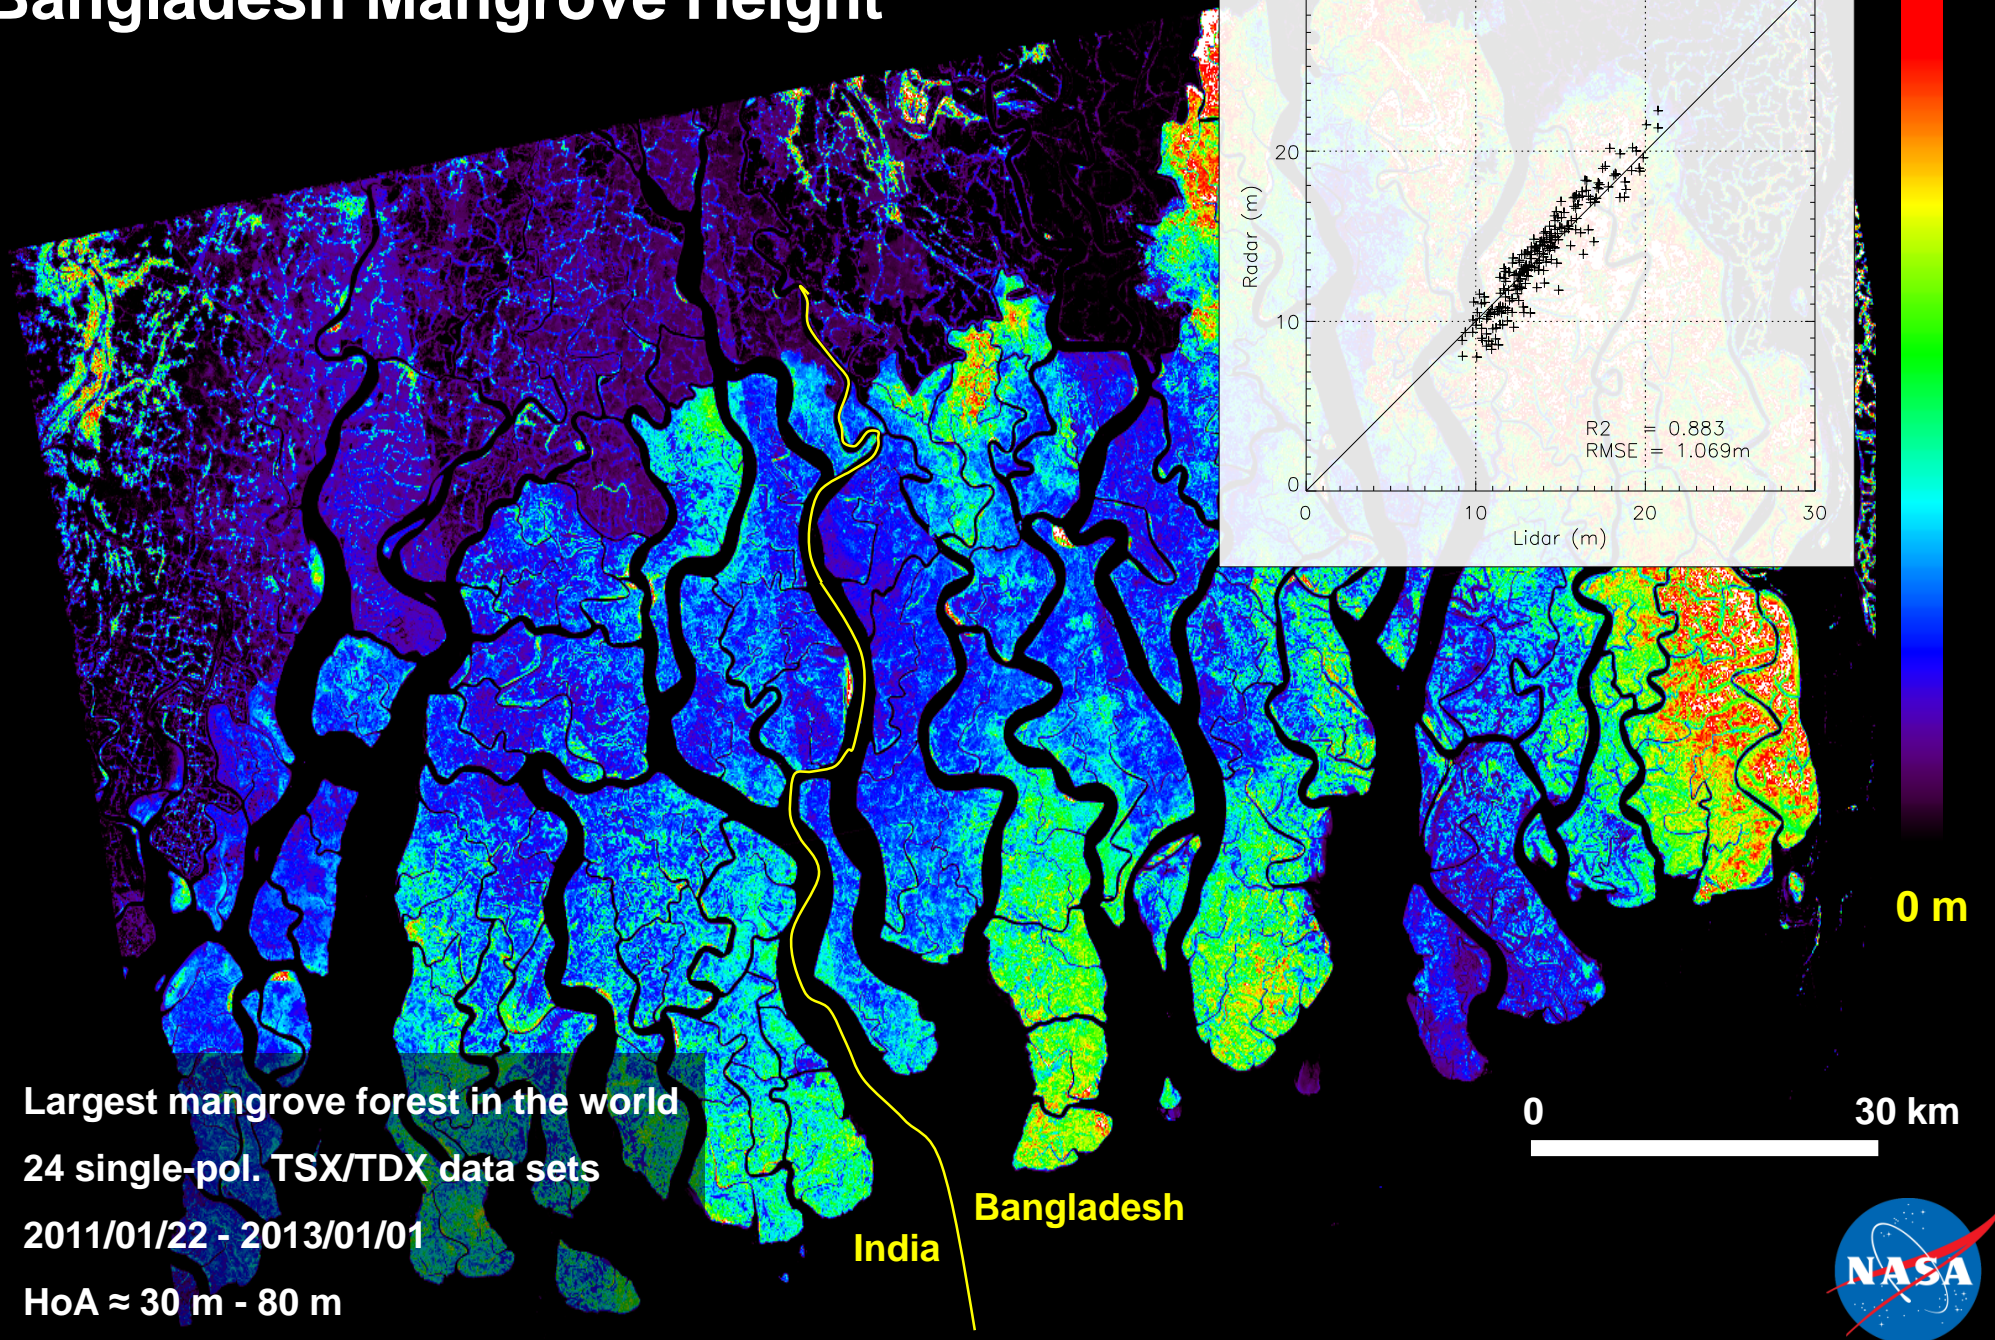 Bangladesh Mangrove Height
20
10
0
Radar (m)
R2 = 0.883
RMSE = 1.069m
0 10 20 30
Lidar (m)
0 m
0 30 km
Largest mangrove forest in the world
24 single-pol. TSX/TDX data sets
2011/01/22 - 2013/01/01
HoA ≈ 30 m - 80 m
Bangladesh
India
NASA